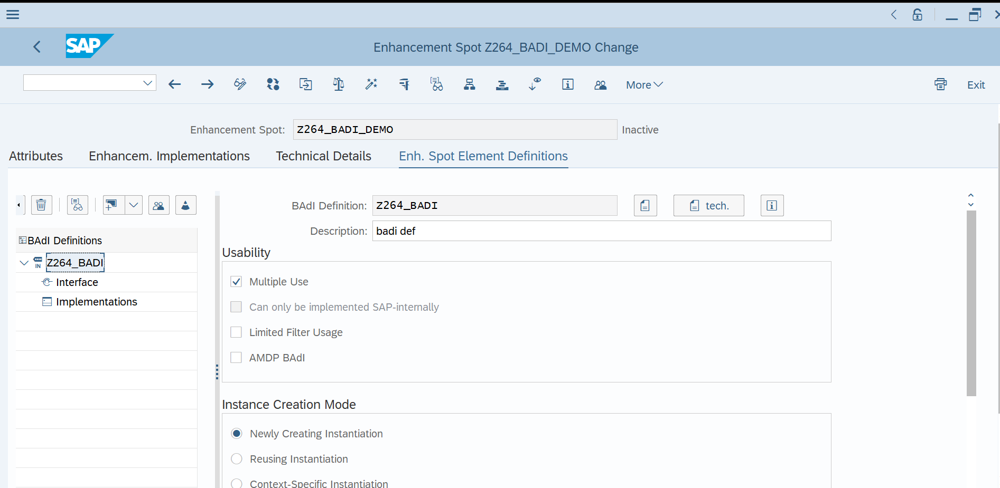 SAP
Enhancement Spot Z264_BADI_DEMO Change
More
Exit
Enhancement Spot: Z264_BADI_DEMO Inactive
Attributes Enhancem. Implementations Technical Details Enh. Spot Element Definitions
BAdI Definitions
IN Z264_BADI
Interface
Implementations
BAdI Definition: Z264_BADI tech.
Description: badi def
Usability
Multiple Use
Can only be implemented SAP-internally
Limited Filter Usage
AMDP BAdI
Instance Creation Mode
Newly Creating Instantiation
Reusing Instantiation
Context-Specific Instantiation